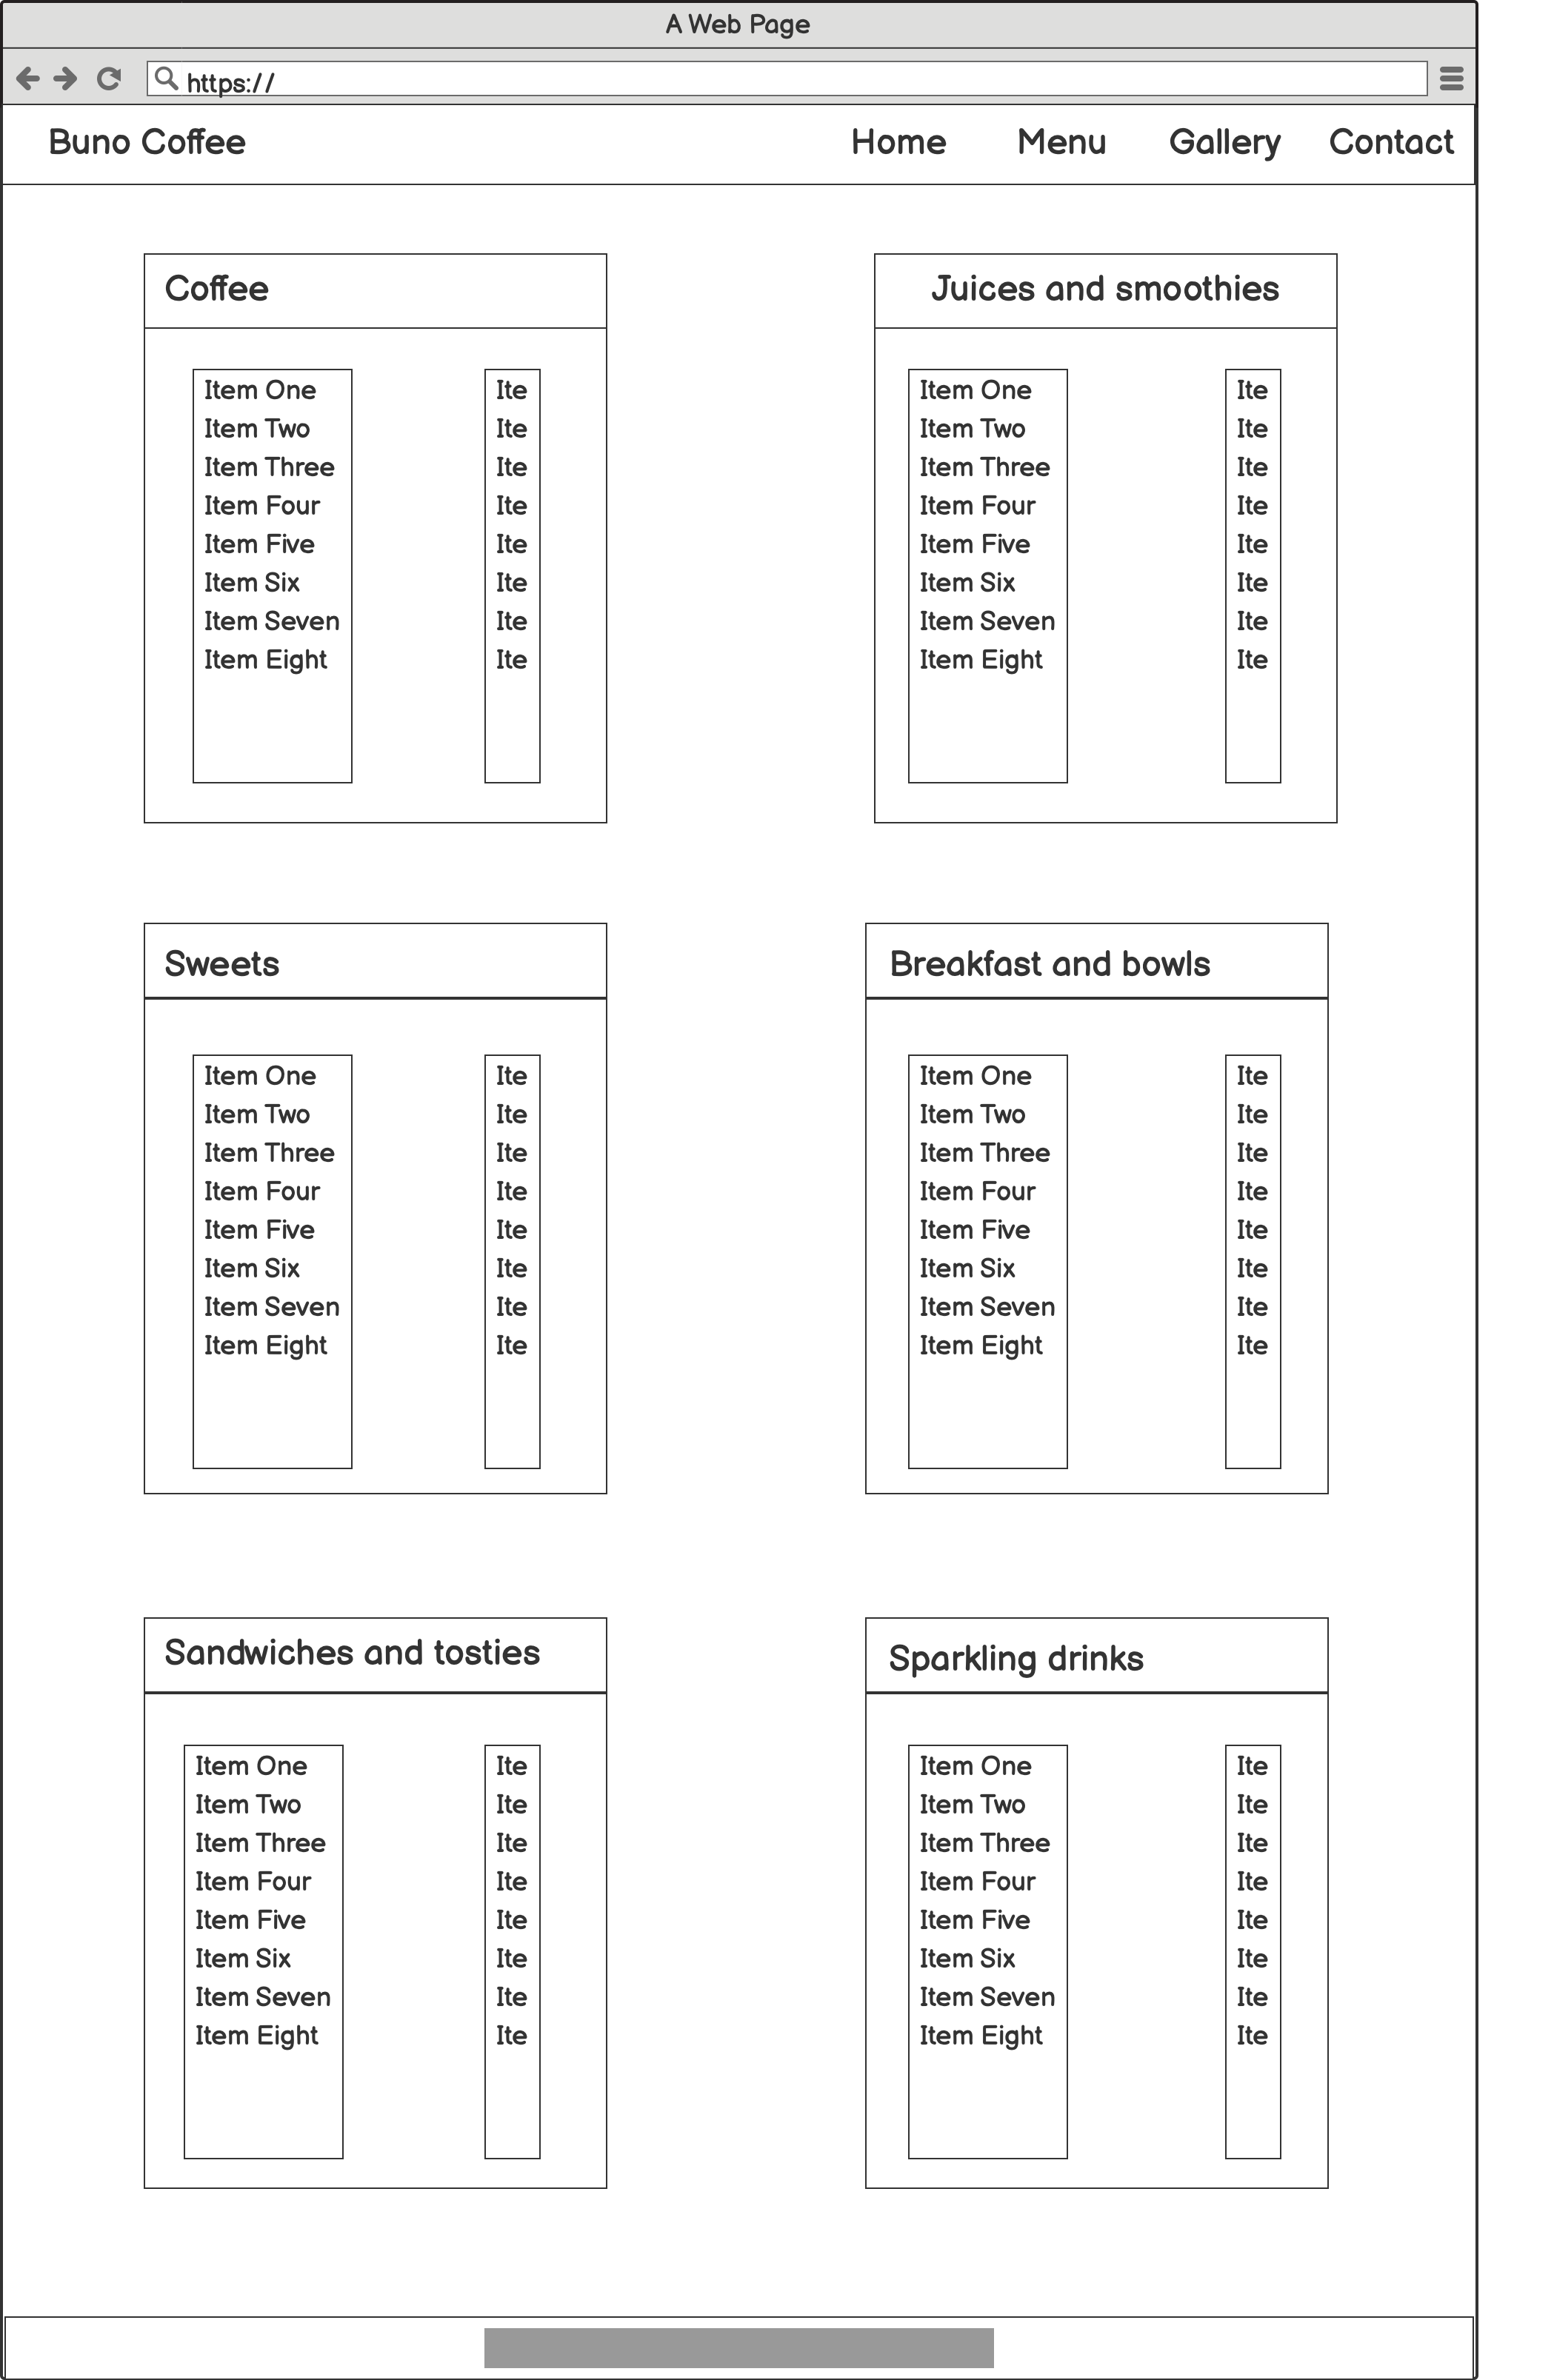 A Web Page
https://
Buno Coffee Home Menu Gallery Contact
Coffee
Item One Ite
Item Two Ite
Item Three Ite
Item Four Ite
Item Five Ite
Item Six Ite
Item Seven Ite
Item Eight Ite
Juices and smoothies
Item One Ite
Item Two Ite
Item Three Ite
Item Four Ite
Item Five Ite
Item Six Ite
Item Seven Ite
Item Eight Ite
Sweets
Item One Ite
Item Two Ite
Item Three Ite
Item Four Ite
Item Five Ite
Item Six Ite
Item Seven Ite
Item Eight Ite
Breakfast and bowls
Item One Ite
Item Two Ite
Item Three Ite
Item Four Ite
Item Five Ite
Item Six Ite
Item Seven Ite
Item Eight Ite
Sandwiches and tosties
Item One Ite
Item Two Ite
Item Three Ite
Item Four Ite
Item Five Ite
Item Six Ite
Item Seven Ite
Item Eight Ite
Sparkling drinks
Item One Ite
Item Two Ite
Item Three Ite
Item Four Ite
Item Five Ite
Item Six Ite
Item Seven Ite
Item Eight Ite